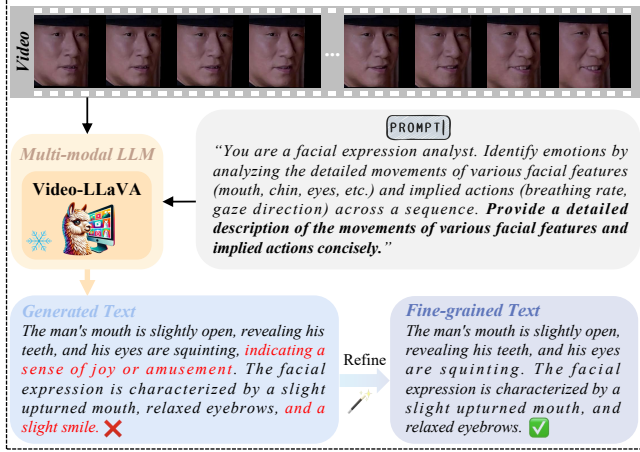 Video
...
PROMPT
Multi-modal LLM
Video-LLaVA
“You are a facial expression analyst. Identify emotions by
analyzing the detailed movements of various facial features
(mouth, chin, eyes, etc.) and implied actions (breathing rate,
gaze direction) across a sequence. Provide a detailed
description of the movements of various facial features and
implied actions concisely.”
Generated Text
The man's mouth is slightly open, revealing his
teeth, and his eyes are squinting, indicating a
sense of joy or amusement. The facial
expression is characterized by a slight
upturned mouth, relaxed eyebrows, and a
slight smile.
Refine
Fine-grained Text
The man's mouth is slightly open,
revealing his teeth, and his eyes
are squinting. The facial
expression is characterized by a
slight upturned mouth, and
relaxed eyebrows.